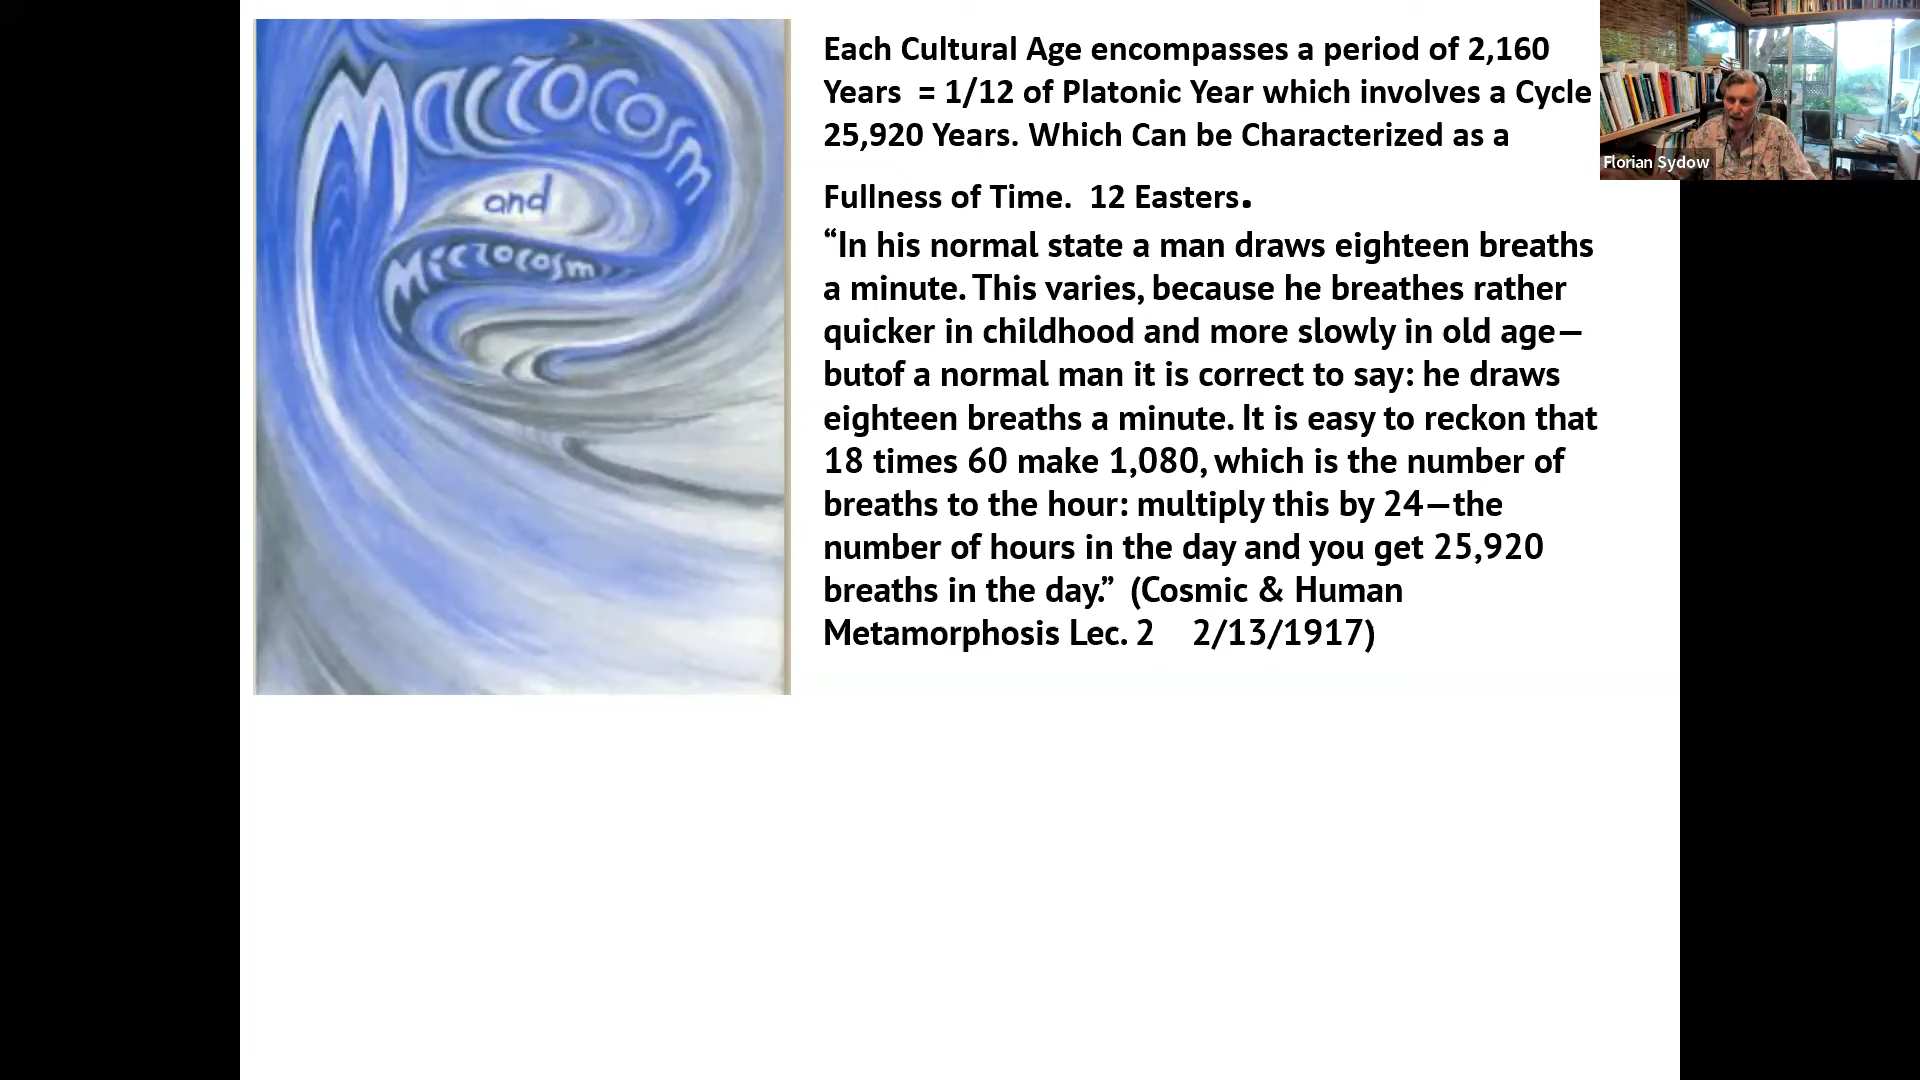 Macrocosm
and
Microcosm
Each Cultural Age encompasses a period of 2,160
Years = 1/12 of Platonic Year which involves a Cycle
25,920 Years. Which Can be Characterized as a
Fullness of Time. 12 Easters.
“In his normal state a man draws eighteen breaths
a minute. This varies, because he breathes rather
quicker in childhood and more slowly in old age—
butof a normal man it is correct to say: he draws
eighteen breaths a minute. It is easy to reckon that
18 times 60 make 1,080, which is the number of
breaths to the hour: multiply this by 24—the
number of hours in the day and you get 25,920
breaths in the day.” (Cosmic & Human
Metamorphosis Lec. 2 2/13/1917)
Florian Sydow